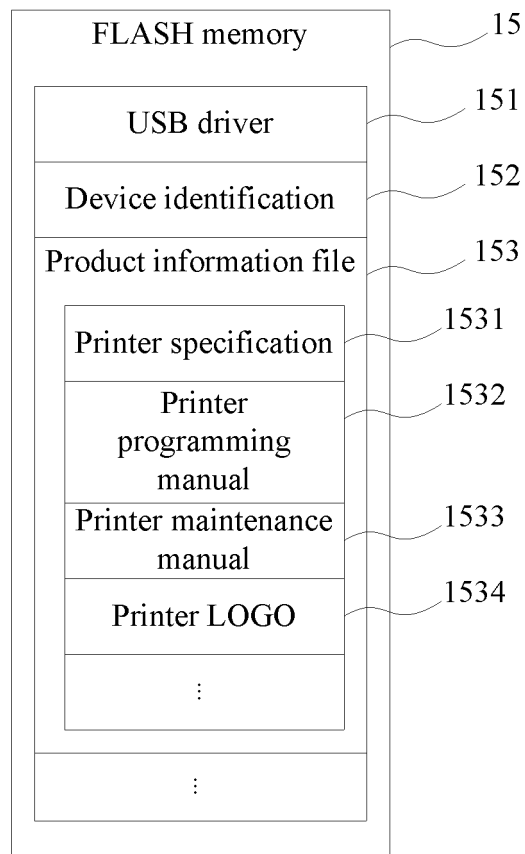 FLASH memory
15
USB driver
151
Device identification
152
Product information file
153
Printer specification
1531
Printer
programming
manual
1532
Printer maintenance
manual
1533
Printer LOGO
1534
⋮
⋮